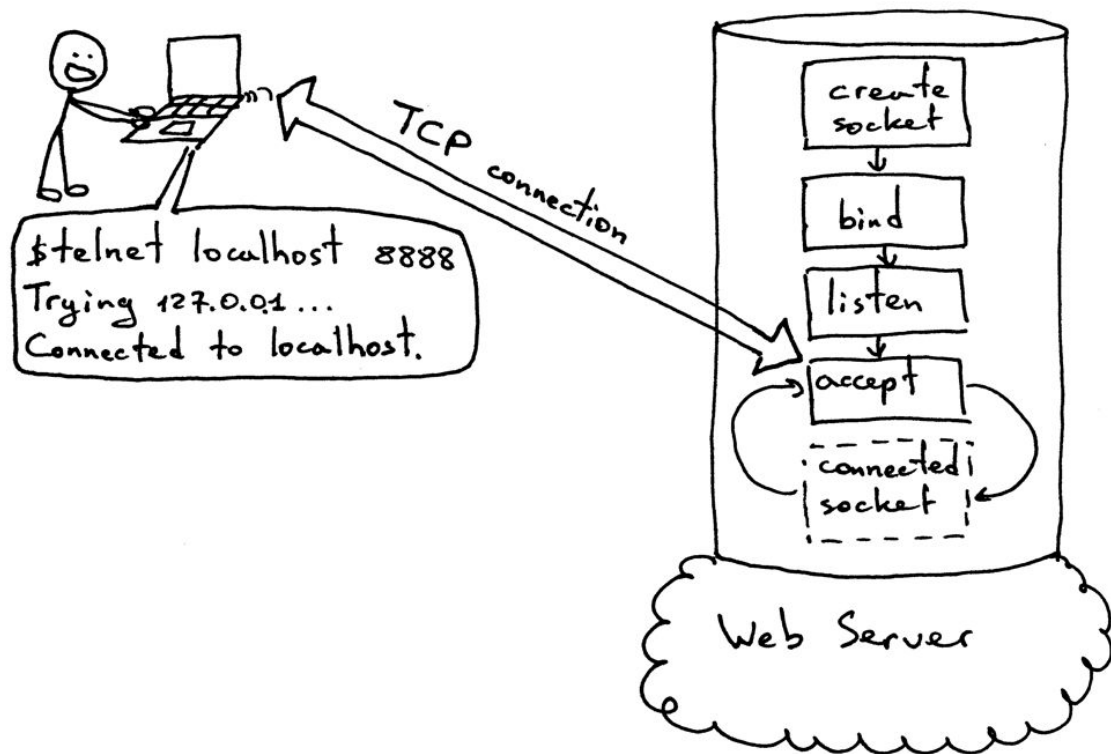 $telnet localhost 8888
Trying 127.0.0.1 ...
Connected to localhost.
TCP connection
create
socket
bind
listen
accept
connected
socket
Web Server